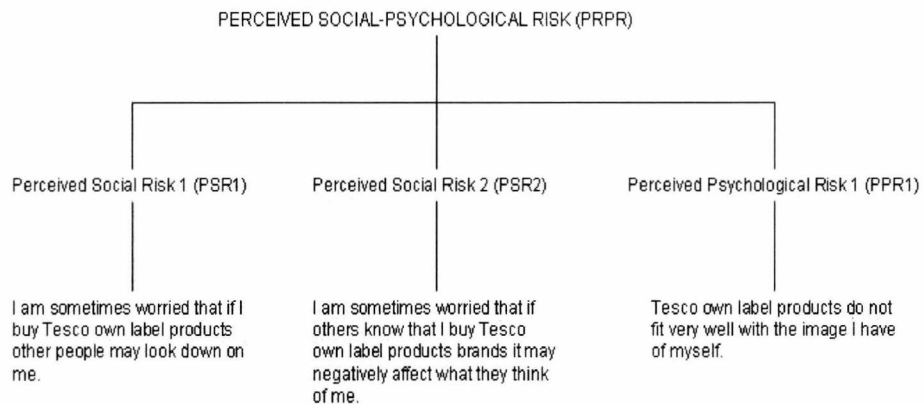 PERCEIVED SOCIAL-PSYCHOLOGICAL RISK (PRPR)
Perceived Social Risk 1 (PSR1)
Perceived Social Risk 2 (PSR2)
Perceived Psychological Risk 1 (PPR1)
I am sometimes worried that if I
buy Tesco own label products
other people may look down on
me.
I am sometimes worried that if
others know that I buy Tesco
own label products brands it may
negatively affect what they think
of me.
Tesco own label products do not
fit very well with the image I have
of myself.